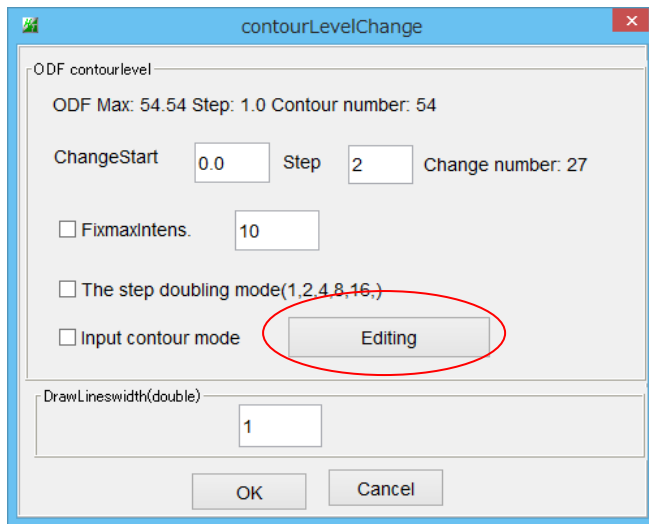 contourLevelChange
ODF contourlevel
ODF Max: 54.54 Step: 1.0 Contour number: 54
ChangeStart 0.0 Step 2 Change number: 27
FixmaxIntens. 10
The step doubling mode(1,2,4,8,16,)
Input contour mode Editing
DrawLineswidth(double)
1
OK Cancel